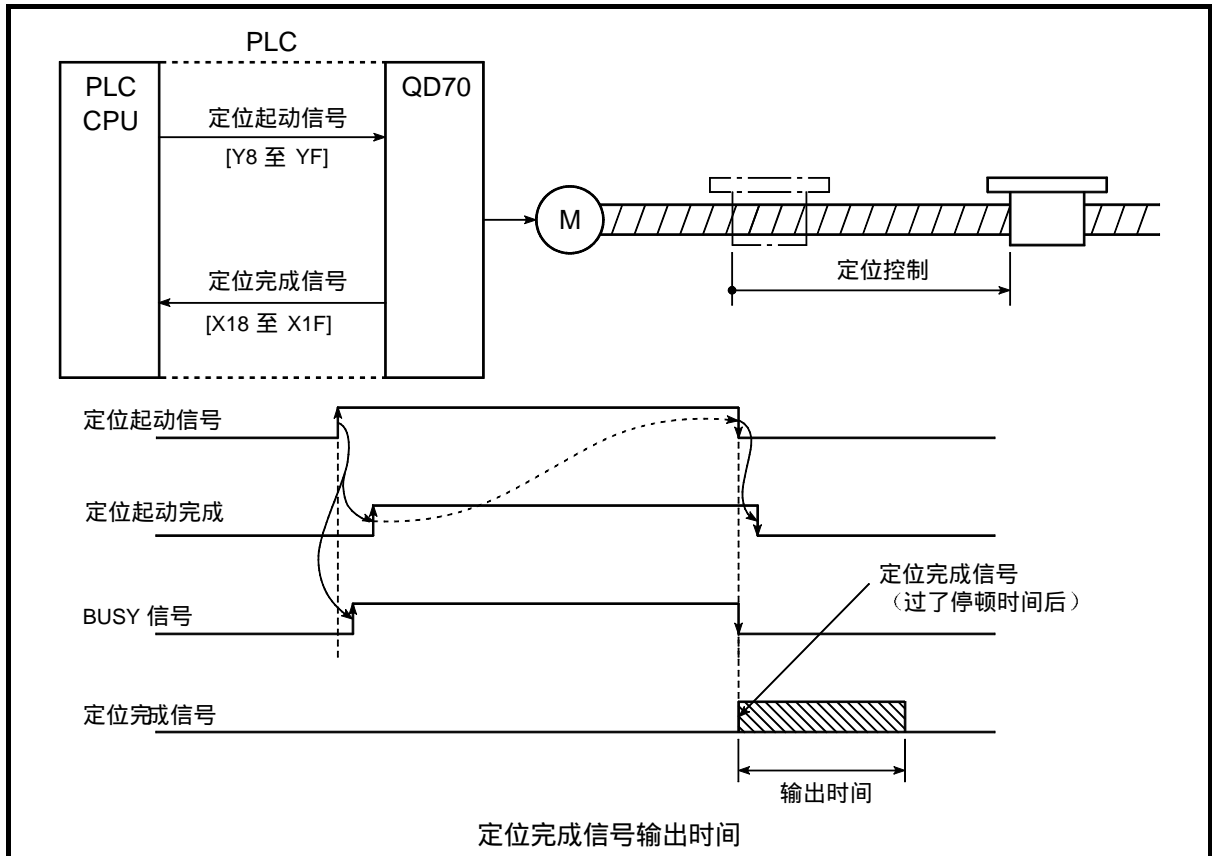 PLC
PLC
CPU
QD70
定位起动信号
[Y8 至 YF]
M
定位控制
定位完成信号
[X18 至 X1F]
定位起动信号
定位起动完成
BUSY 信号
定位完成信号
（过了停顿时间后）
定位完成信号
输出时间
定位完成信号输出时间